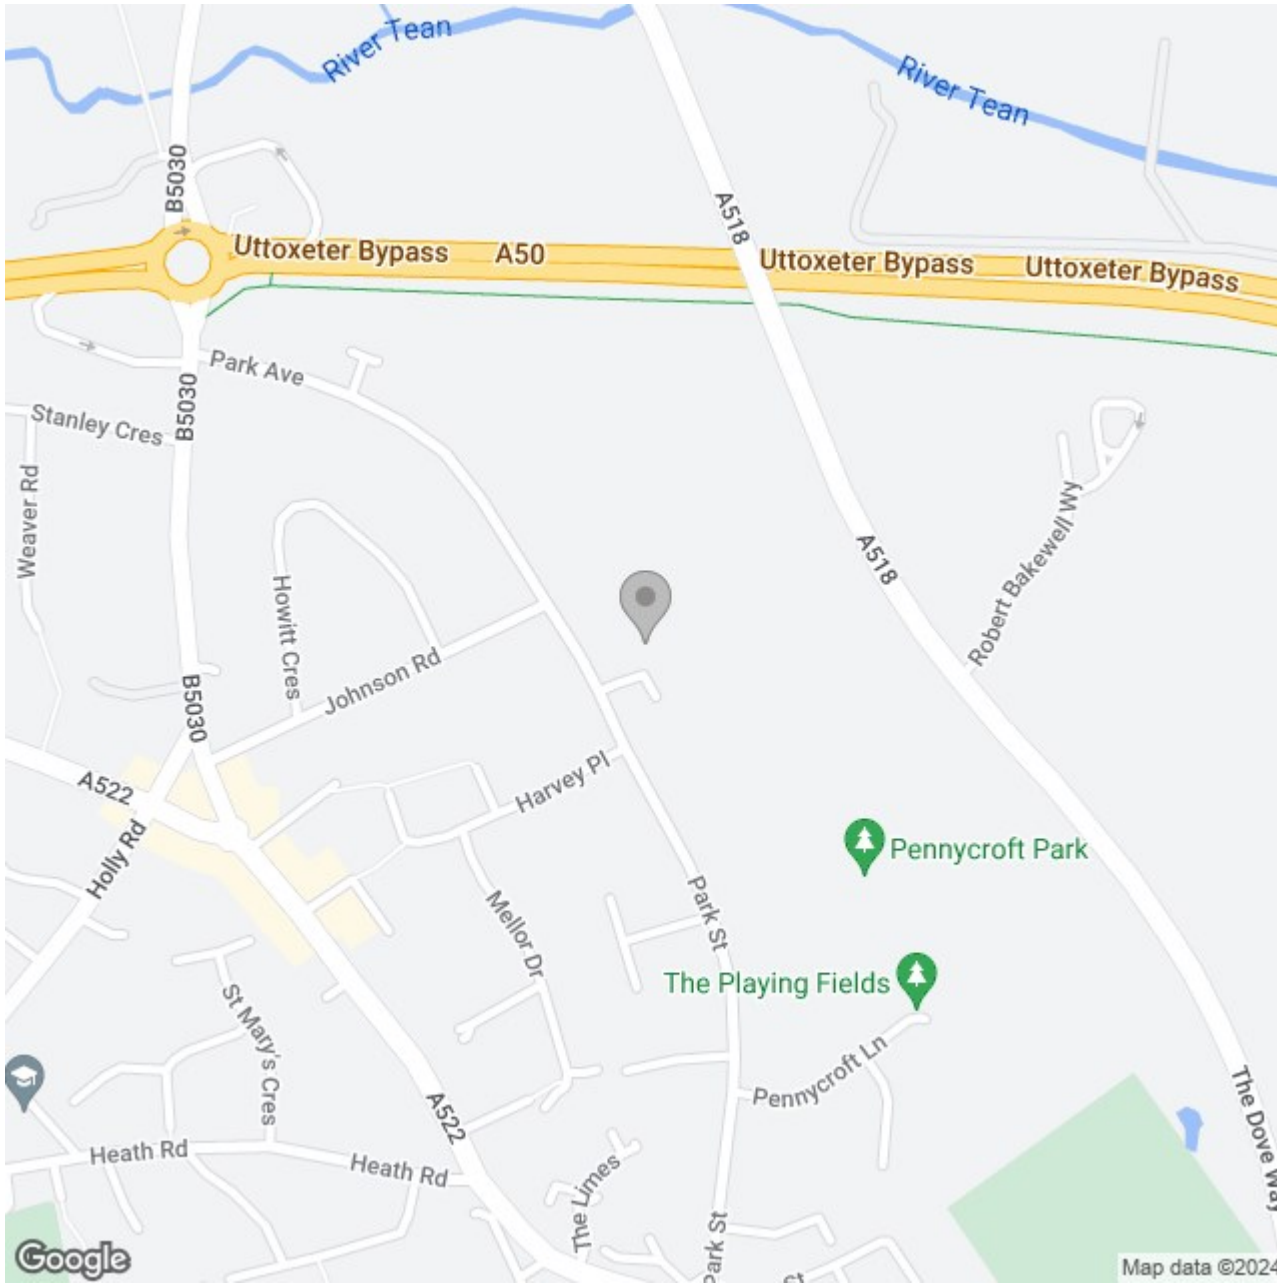 River Tean
River Tean
B5030
A518
Uttoxeter Bypass
A50
Uttoxeter Bypass
Uttoxeter Bypass
Park Ave
B5030
Stanley Cres
Weaver Rd
A518
Robert Bakewell Wy
Howitt Cres
Johnson Rd
B5030
A522
Harvey Pl
Holly Rd
Pennycroft Park
Park St
Mellor Dr
The Playing Fields
St Mary's Cres
Pennycroft Ln
A522
The Dove Way
Heath Rd
Heath Rd
The Limes
Park St
Ct
Google
Map data ©2024